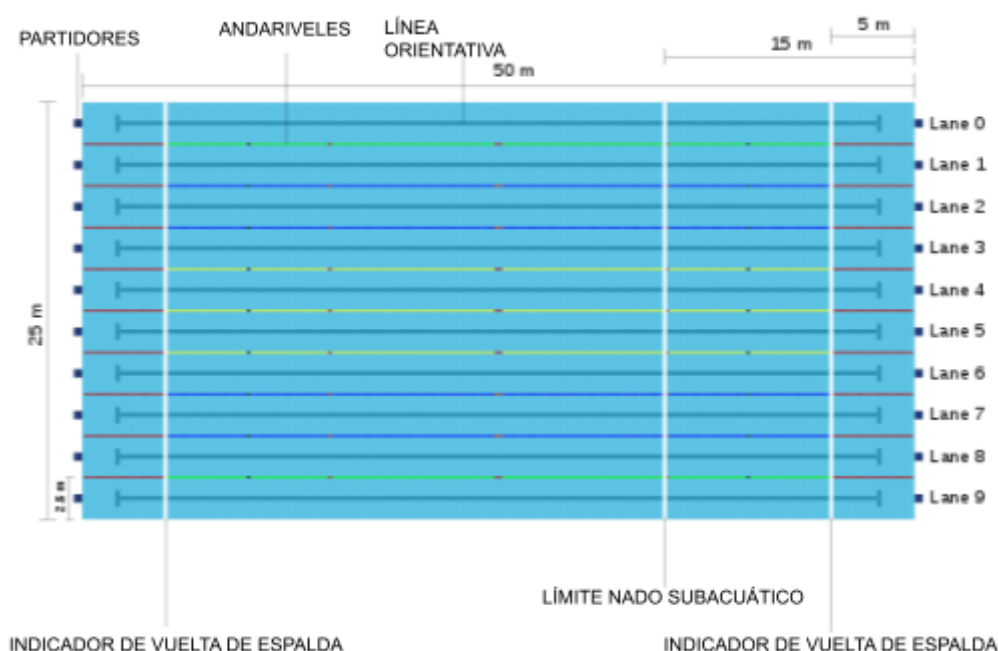 PARTIDORES
ANDARIVELES
LÍNEA
ORIENTATIVA
5 m
15 m
50 m
25 m
2.5 m
Lane 0
Lane 1
Lane 2
Lane 3
Lane 4
Lane 5
Lane 6
Lane 7
Lane 8
Lane 9
LÍMITE NADO SUBACUÁTICO
INDICADOR DE VUELTA DE ESPALDA
INDICADOR DE VUELTA DE ESPALDA